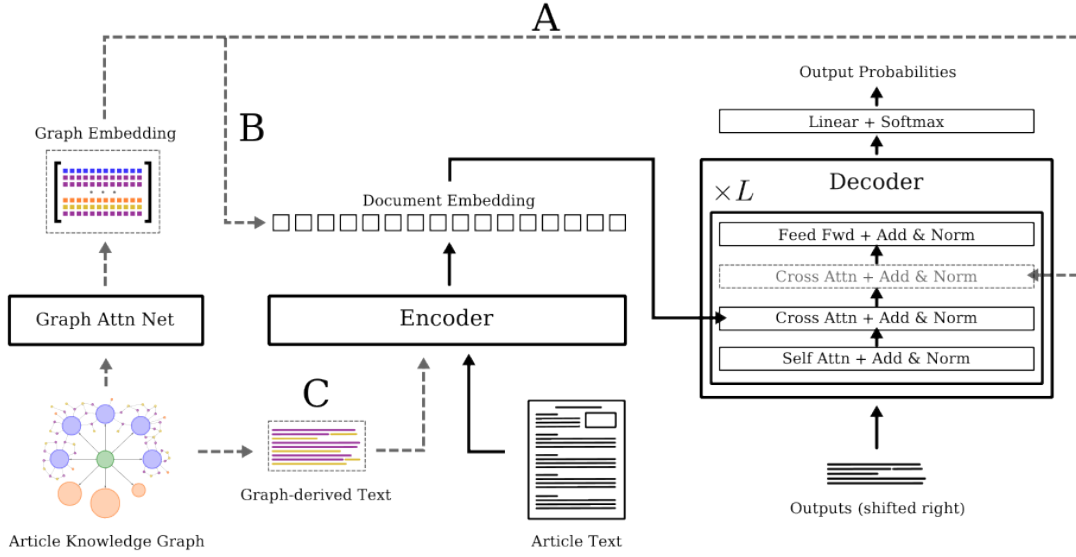 A
Output Probabilities
Linear + Softmax
B
Graph Embedding
Decoder
×L
Document Embedding
Feed Fwd + Add & Norm
Cross Attn + Add & Norm
Graph Attn Net
Encoder
Cross Attn + Add & Norm
Self Attn + Add & Norm
C
Graph-derived Text
Outputs (shifted right)
Article Knowledge Graph
Article Text